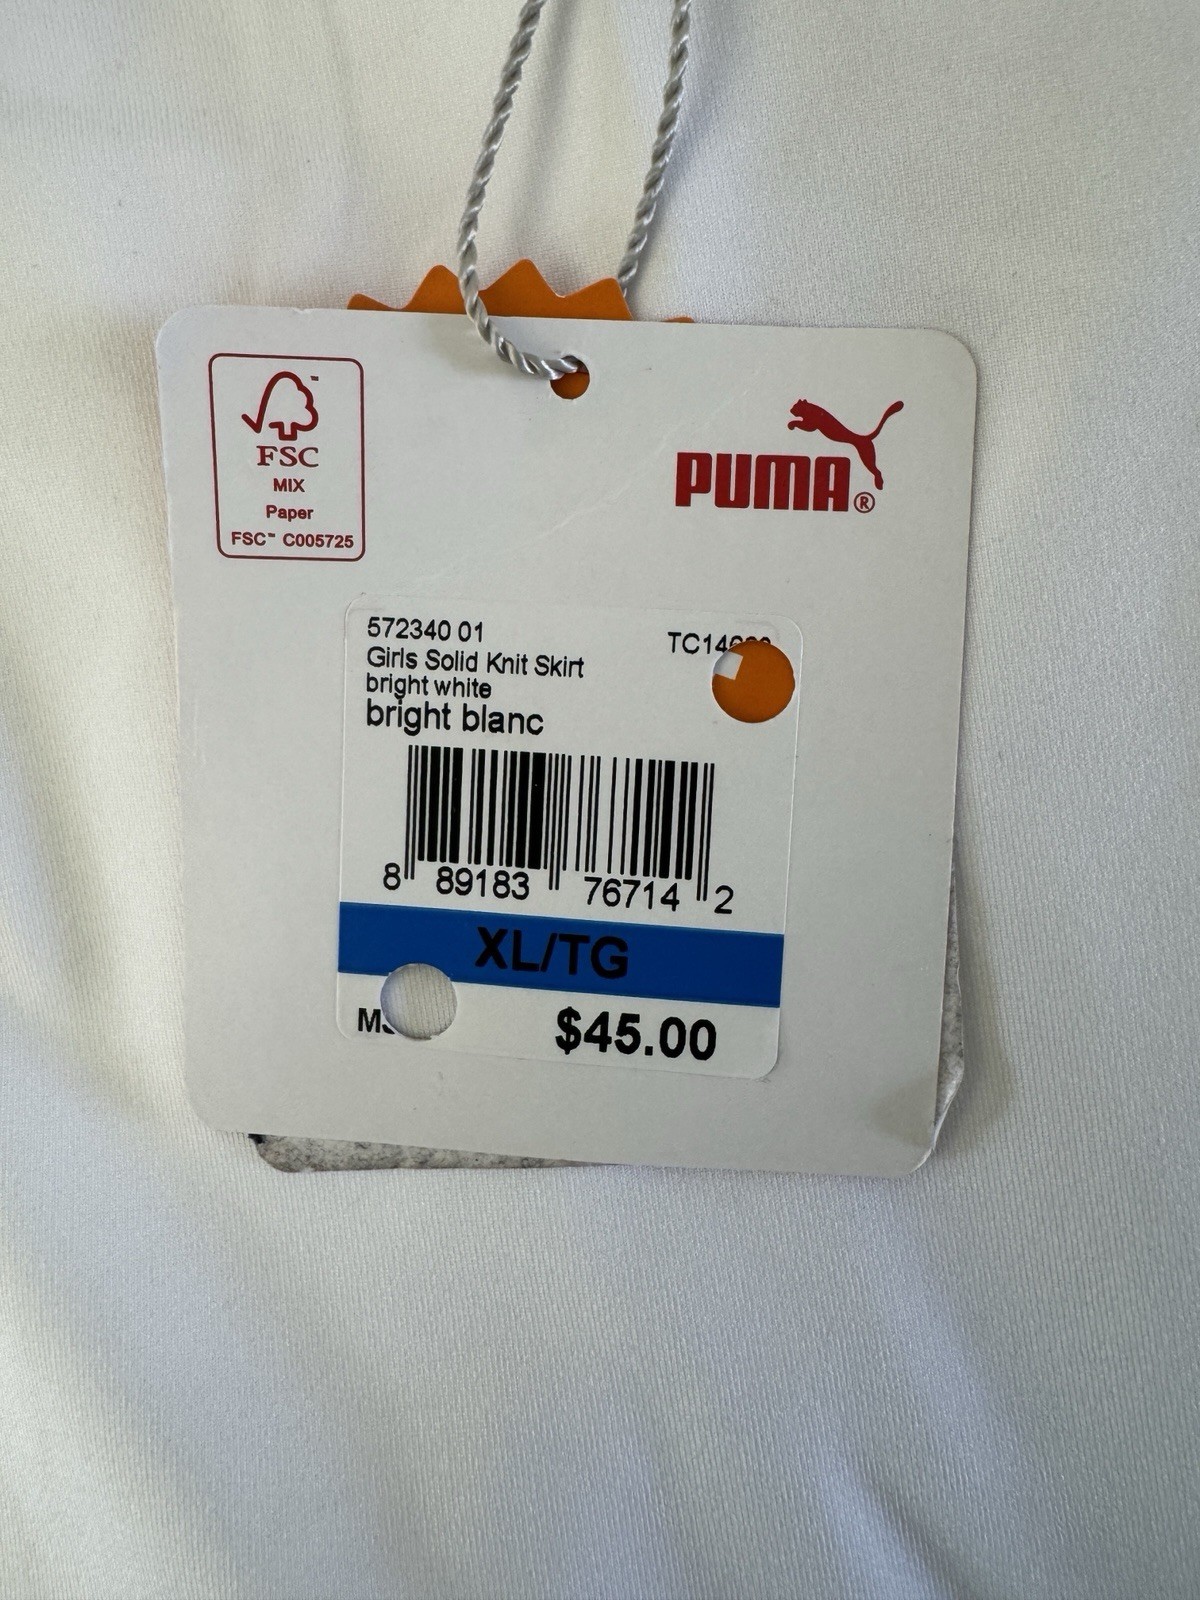 FSC
MIX
Paper
FSC™ C005725
PUMA®
572340 01
Girls Solid Knit Skirt
bright white
bright blanc
8 89183 76714 2
XL/TG
$45.00